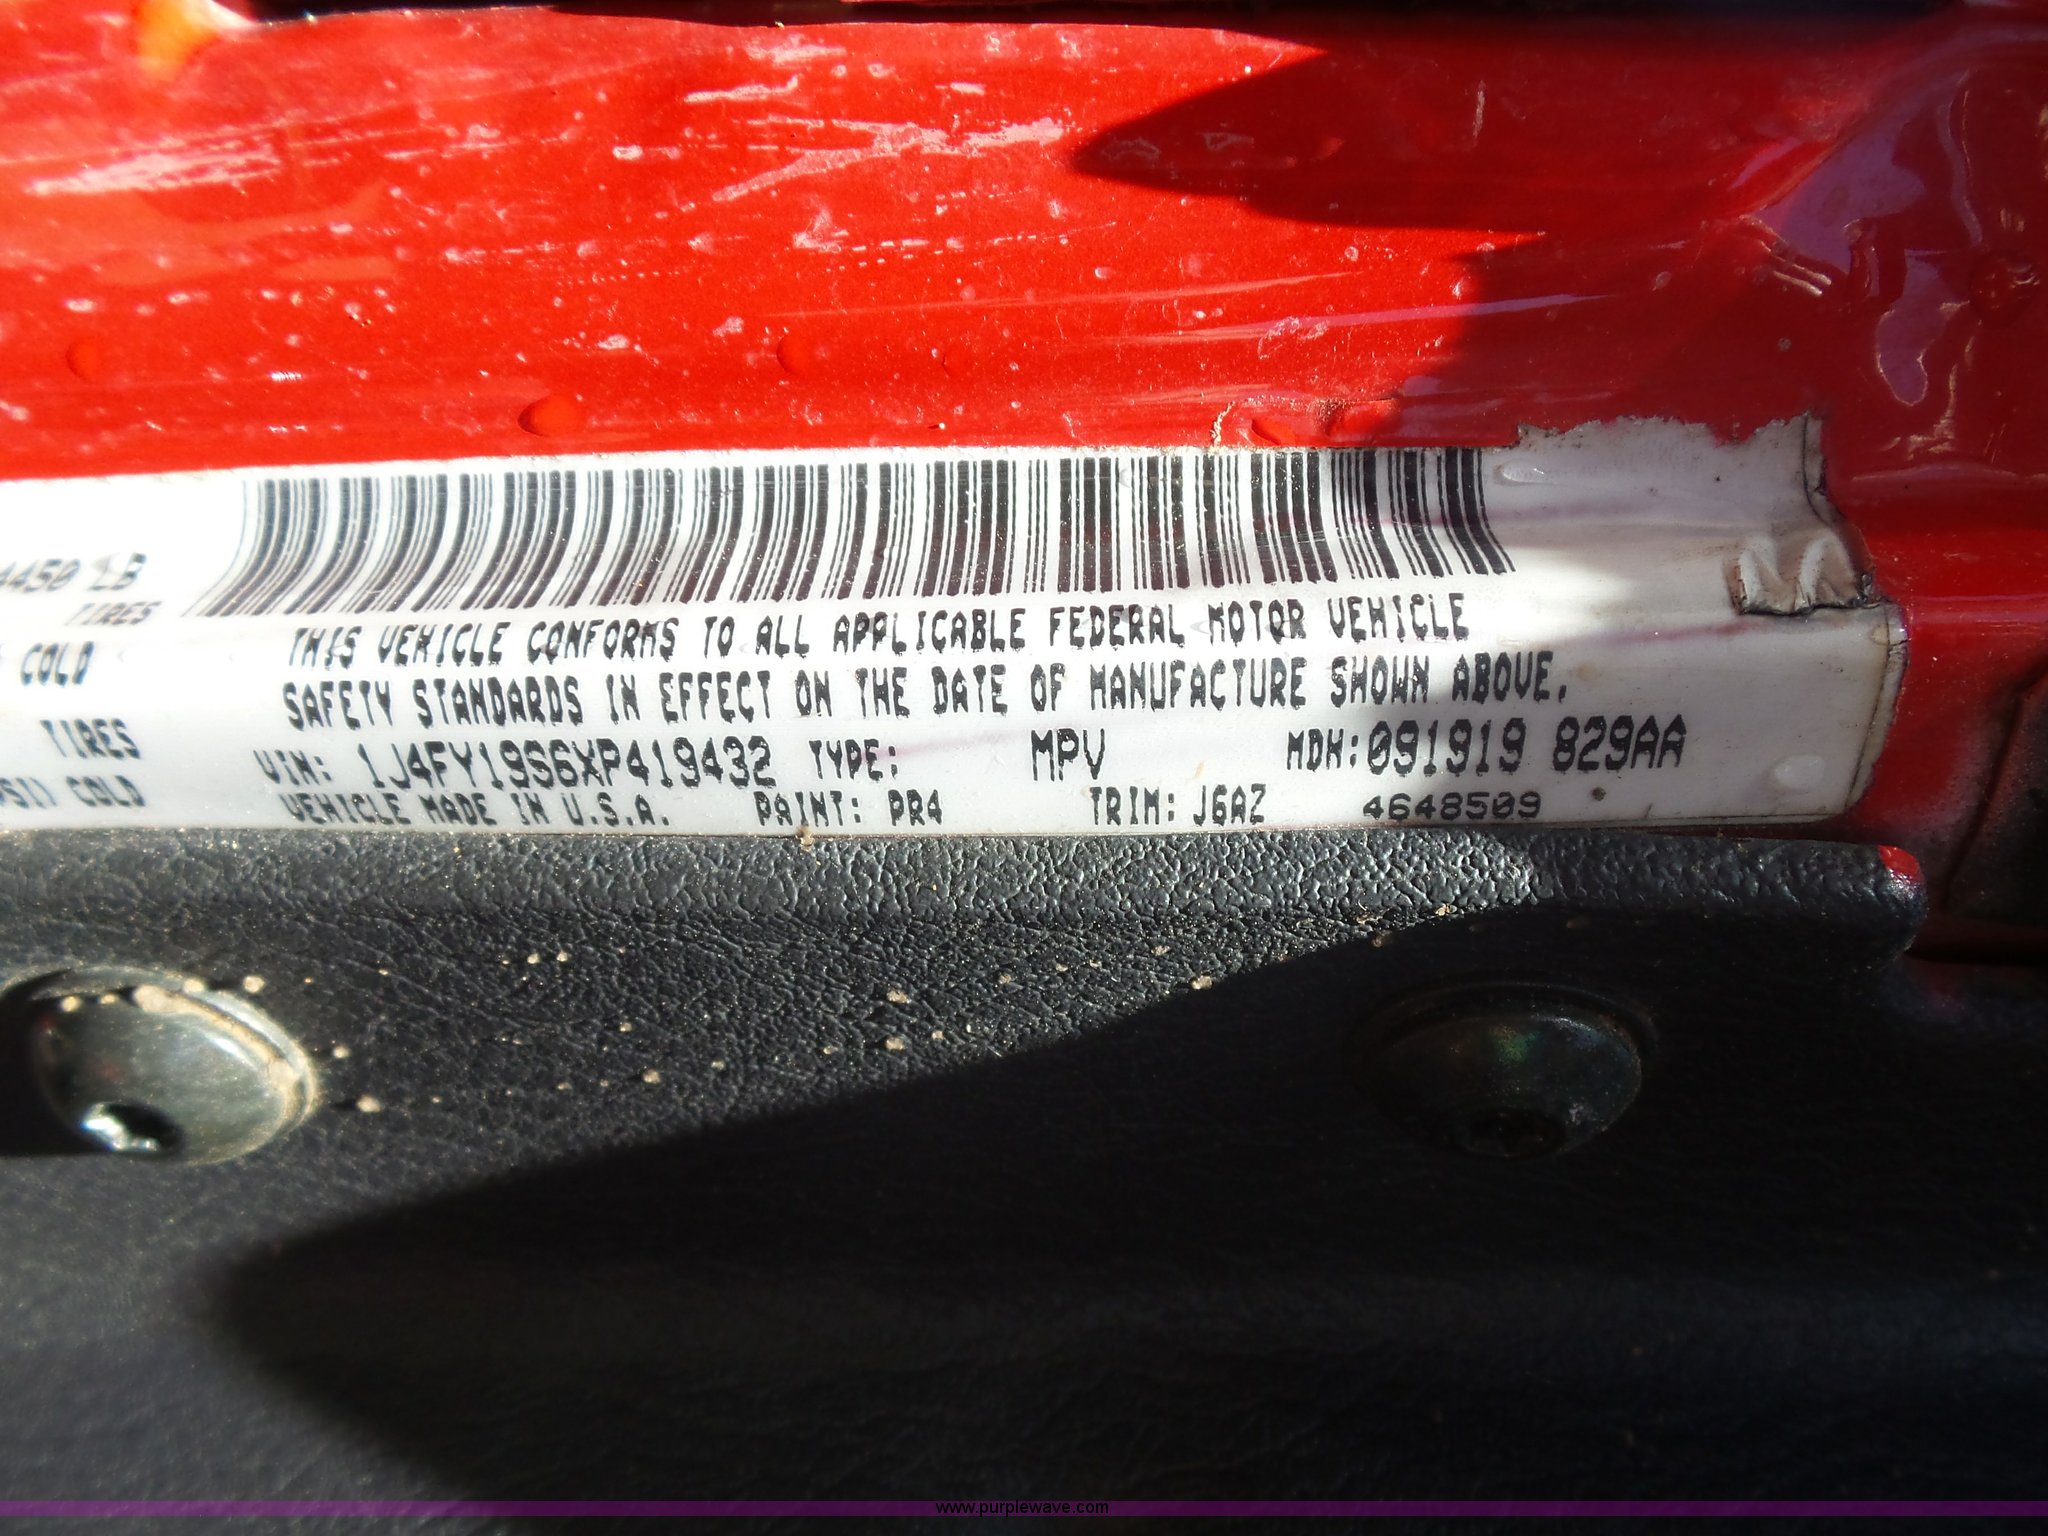 4450 LB
TIRES
COLD
TIRES
PSI) COLD
THIS VEHICLE CONFORMS TO ALL APPLICABLE FEDERAL MOTOR VEHICLE
SAFETY STANDARDS IN EFFECT ON THE DATE OF MANUFACTURE SHOWN ABOVE.
VIN: 1J4FY19S6XP419432 TYPE: MPV MDH:091919 829AA
VEHICLE MADE IN U.S.A. PAINT: PR4 TRIM: J6AZ 4648509
www.purplewave.com